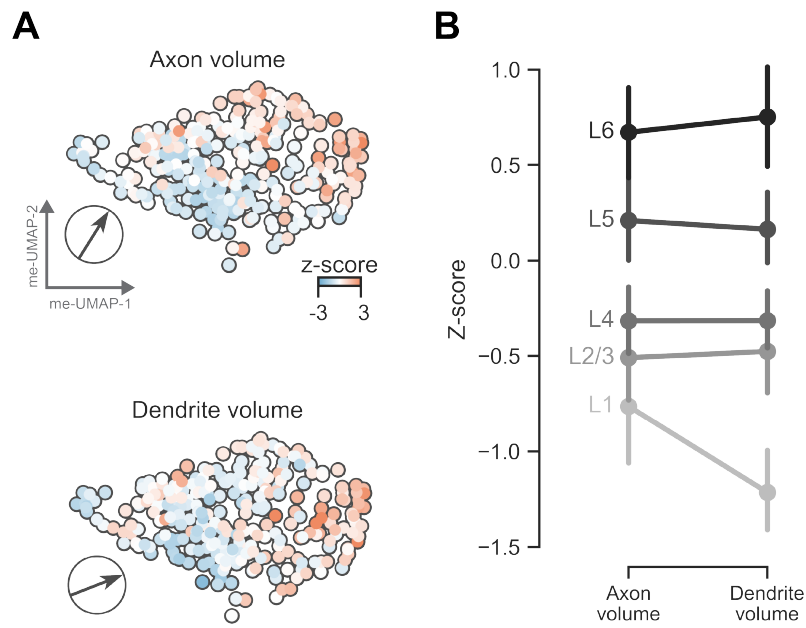 A
Axon volume
me-UMAP-2
me-UMAP-1
z-score
-3 3
Dendrite volume
B
Z-score
1.0
0.5
0.0
−0.5
−1.0
−1.5
L6
L5
L4
L2/3
L1
Axon
volume
Dendrite
volume